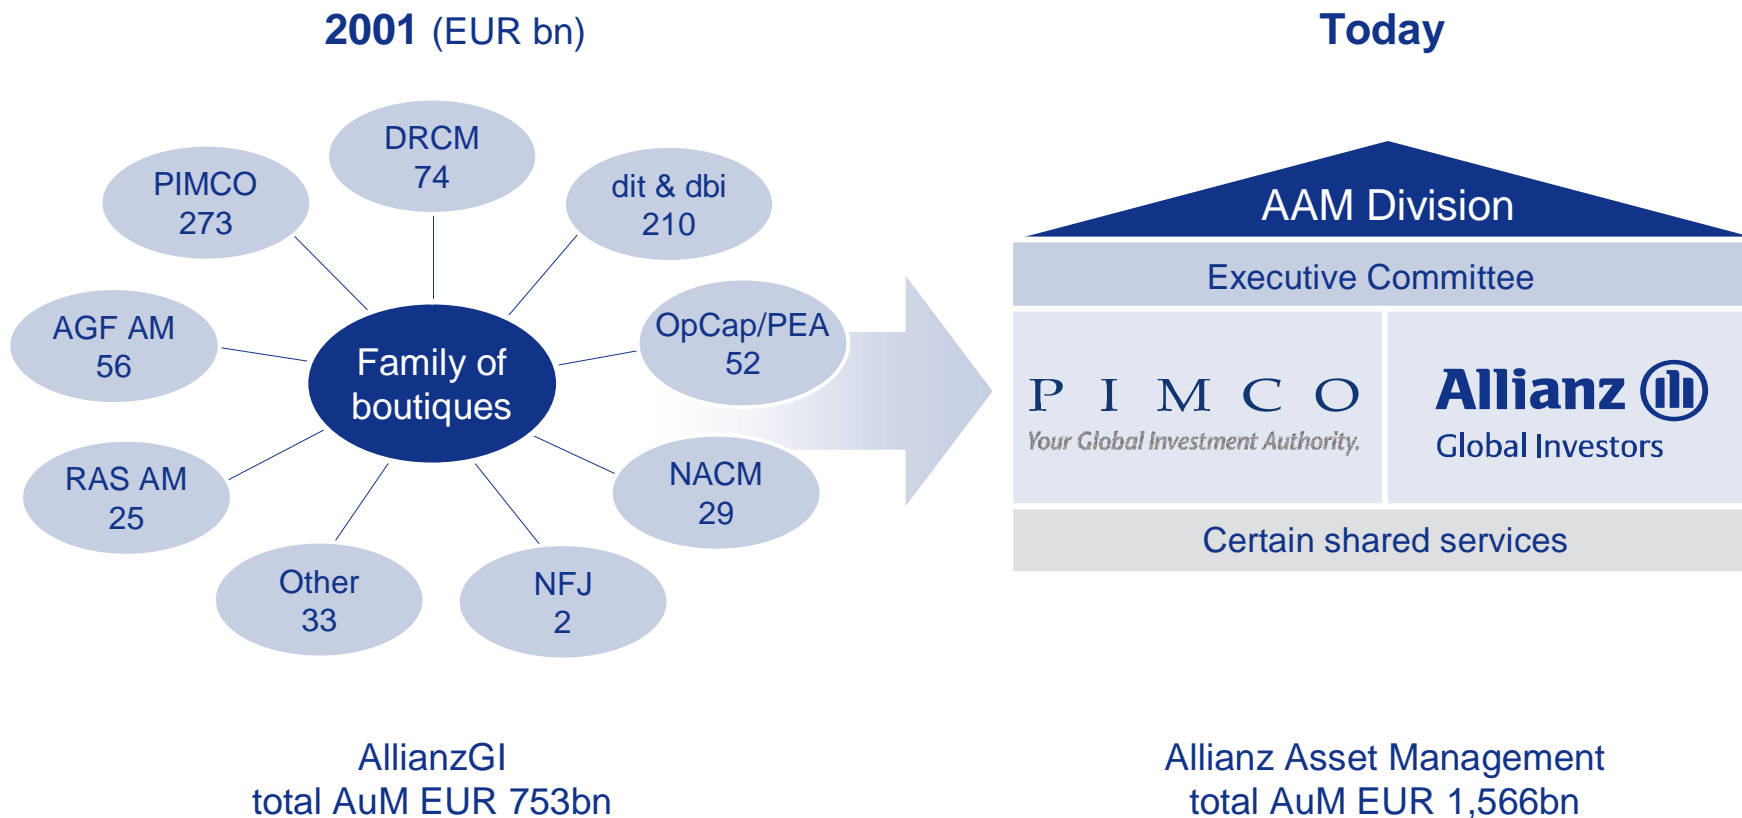 2001 (EUR bn)
Today
DRCM
74
PIMCO
273
dit & dbi
210
AGF AM
56
OpCap/PEA
52
Family of
boutiques
RAS AM
25
NACM
29
Other
33
NFJ
2
AllianzGI
total AuM EUR 753bn
AAM Division
Executive Committee
PIMCO
Your Global Investment Authority.
Allianz
Global Investors
Certain shared services
Allianz Asset Management
total AuM EUR 1,566bn